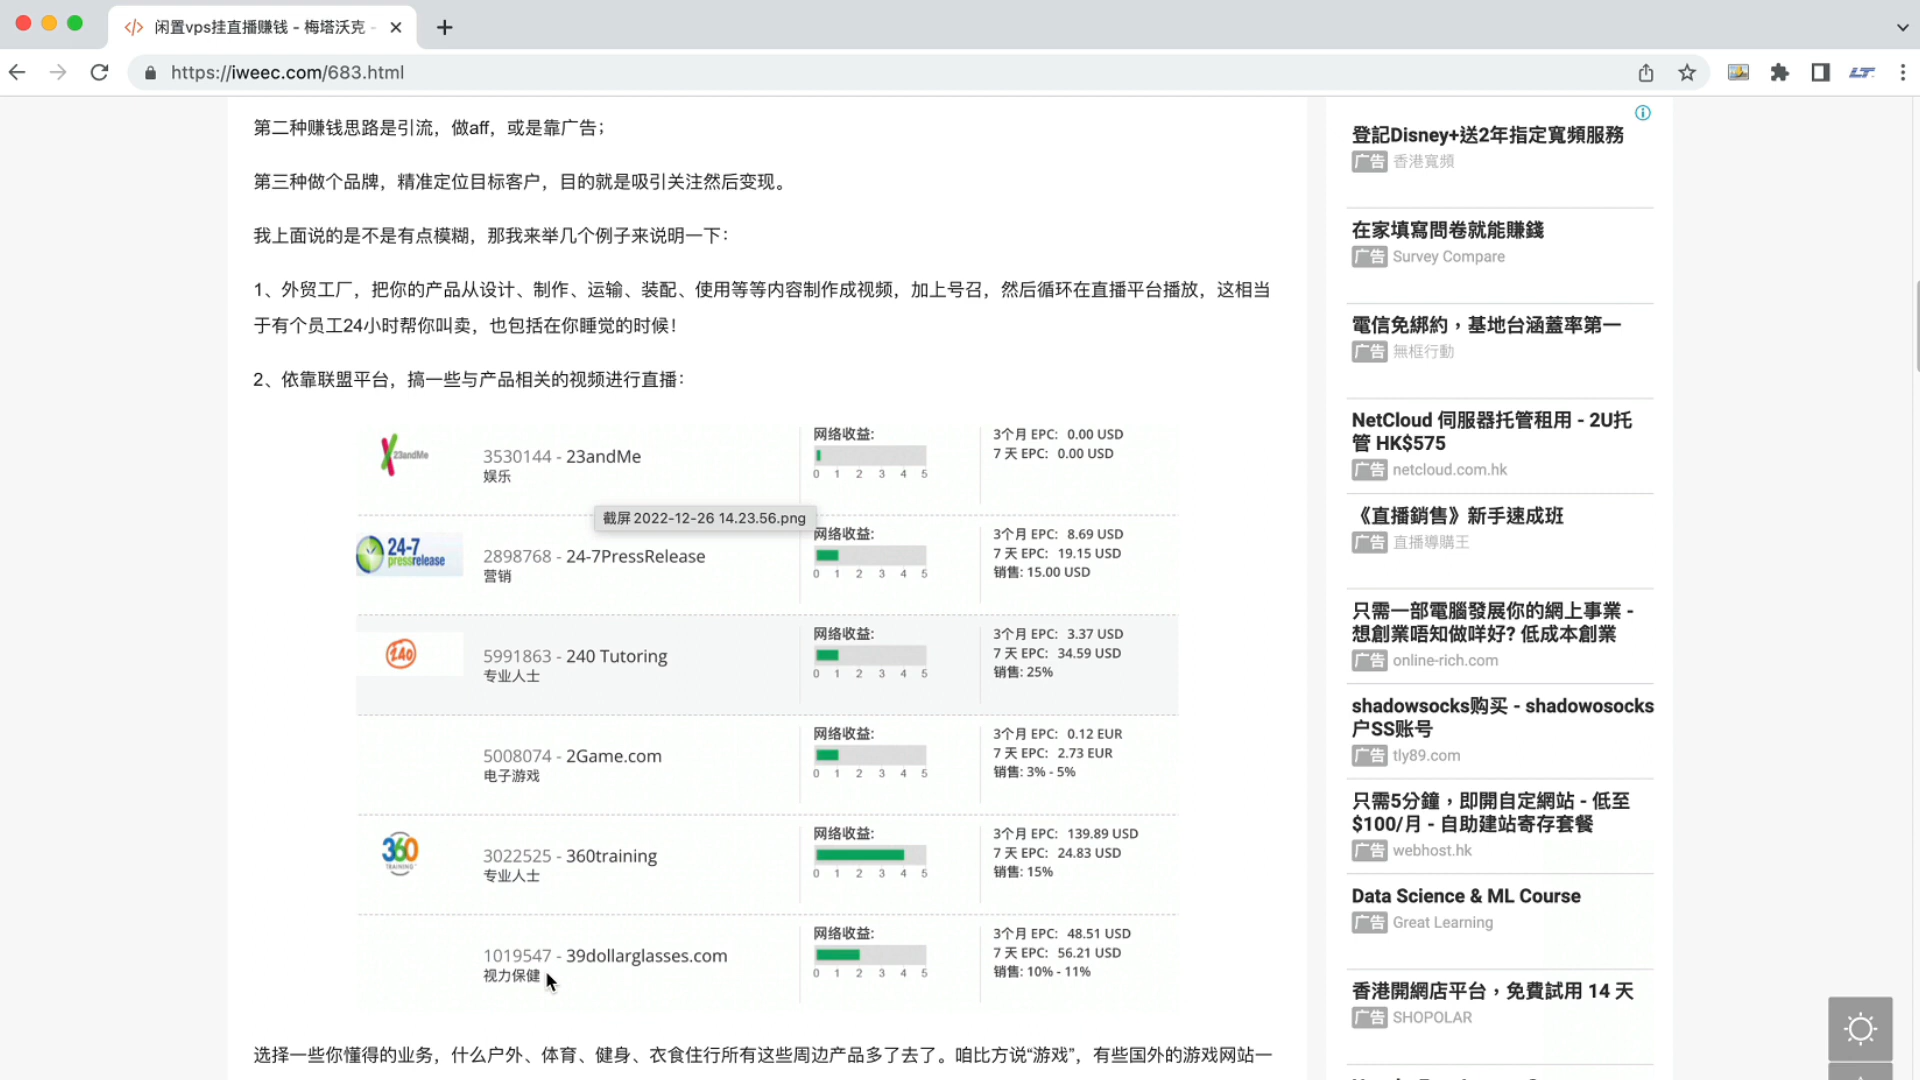 闲置vps挂直播赚钱 - 梅塔沃克 -
https://iweec.com/683.html
第二种赚钱思路是引流，做aff，或是靠广告；
第三种做个品牌，精准定位目标客户，目的就是吸引关注然后变现。
我上面说的是不是有点模糊，那我来举几个例子来说明一下：
1、外贸工厂，把你的产品从设计、制作、运输、装配、使用等等内容制作成视频，加上号召，然后循环在直播平台播放，这相当
于有个员工24小时帮你叫卖，也包括在你睡觉的时候！
2、依靠联盟平台，搞一些与产品相关的视频进行直播：
23andMe
3530144 - 23andMe
娱乐
网络收益:
0 1 2 3 4 5
3个月 EPC: 0.00 USD
7 天 EPC: 0.00 USD
截屏2022-12-26 14.23.56.png
24-7
pressrelease
2898768 - 24-7PressRelease
营销
网络收益:
0 1 2 3 4 5
3个月 EPC: 8.69 USD
7 天 EPC: 19.15 USD
销售: 15.00 USD
240
5991863 - 240 Tutoring
专业人士
网络收益:
0 1 2 3 4 5
3个月 EPC: 3.37 USD
7 天 EPC: 34.59 USD
销售: 25%
5008074 - 2Game.com
电子游戏
网络收益:
0 1 2 3 4 5
3个月 EPC: 0.12 EUR
7 天 EPC: 2.73 EUR
销售: 3% - 5%
360
TRAINING
3022525 - 360training
专业人士
网络收益:
0 1 2 3 4 5
3个月 EPC: 139.89 USD
7 天 EPC: 24.83 USD
销售: 15%
1019547 - 39dollarglasses.com
视力保健
网络收益:
0 1 2 3 4 5
3个月 EPC: 48.51 USD
7 天 EPC: 56.21 USD
销售: 10% - 11%
选择一些你懂得的业务，什么户外、体育、健身、衣食住行所有这些周边产品多了去了。咱比方说“游戏”，有些国外的游戏网站一
登記Disney+送2年指定寬頻服務
广告 香港寬頻
在家填寫問卷就能賺錢
广告 Survey Compare
電信免綁約，基地台涵蓋率第一
广告 無框行動
NetCloud 伺服器托管租用 - 2U托
管 HK$575
广告 netcloud.com.hk
《直播銷售》新手速成班
广告 直播導購王
只需一部電腦發展你的網上事業 -
想創業唔知做咩好? 低成本創業
广告 online-rich.com
shadowsocks购买 - shadowosocks
户SS账号
广告 tly89.com
只需5分鐘，即開自定網站 - 低至
$100/月 - 自助建站寄存套餐
广告 webhost.hk
Data Science & ML Course
广告 Great Learning
香港開網店平台，免費試用 14 天
广告 SHOPOLAR